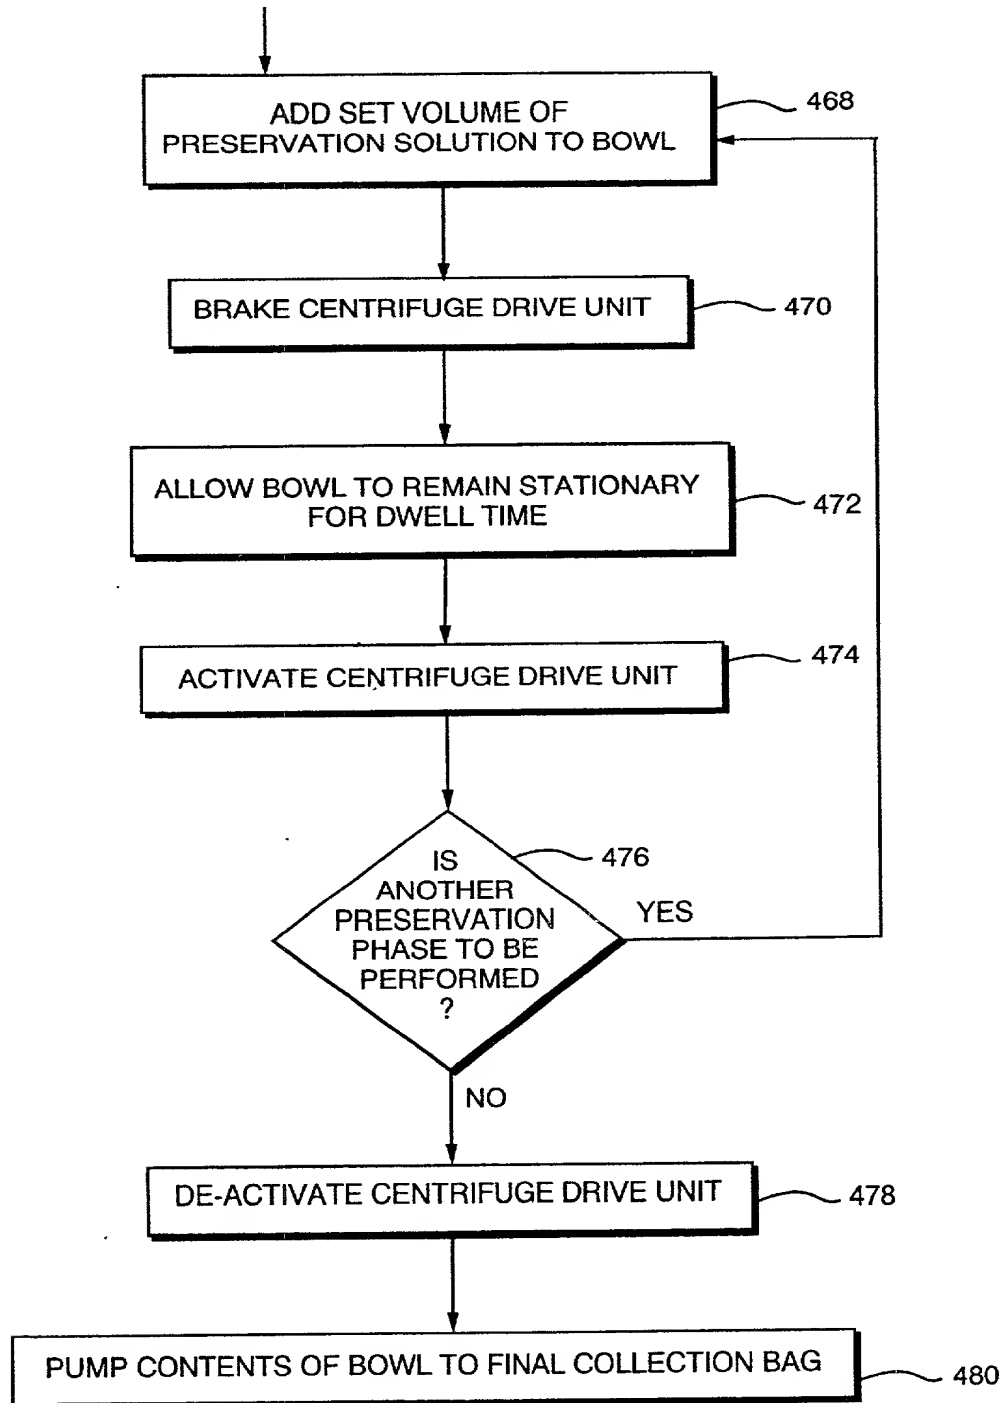 ADD SET VOLUME OF
PRESERVATION SOLUTION TO BOWL
468
BRAKE CENTRIFUGE DRIVE UNIT
470
ALLOW BOWL TO REMAIN STATIONARY
FOR DWELL TIME
472
ACTIVATE CENTRIFUGE DRIVE UNIT
474
IS
ANOTHER
PRESERVATION
PHASE TO BE
PERFORMED
?
476
YES
NO
DE-ACTIVATE CENTRIFUGE DRIVE UNIT
478
PUMP CONTENTS OF BOWL TO FINAL COLLECTION BAG
480